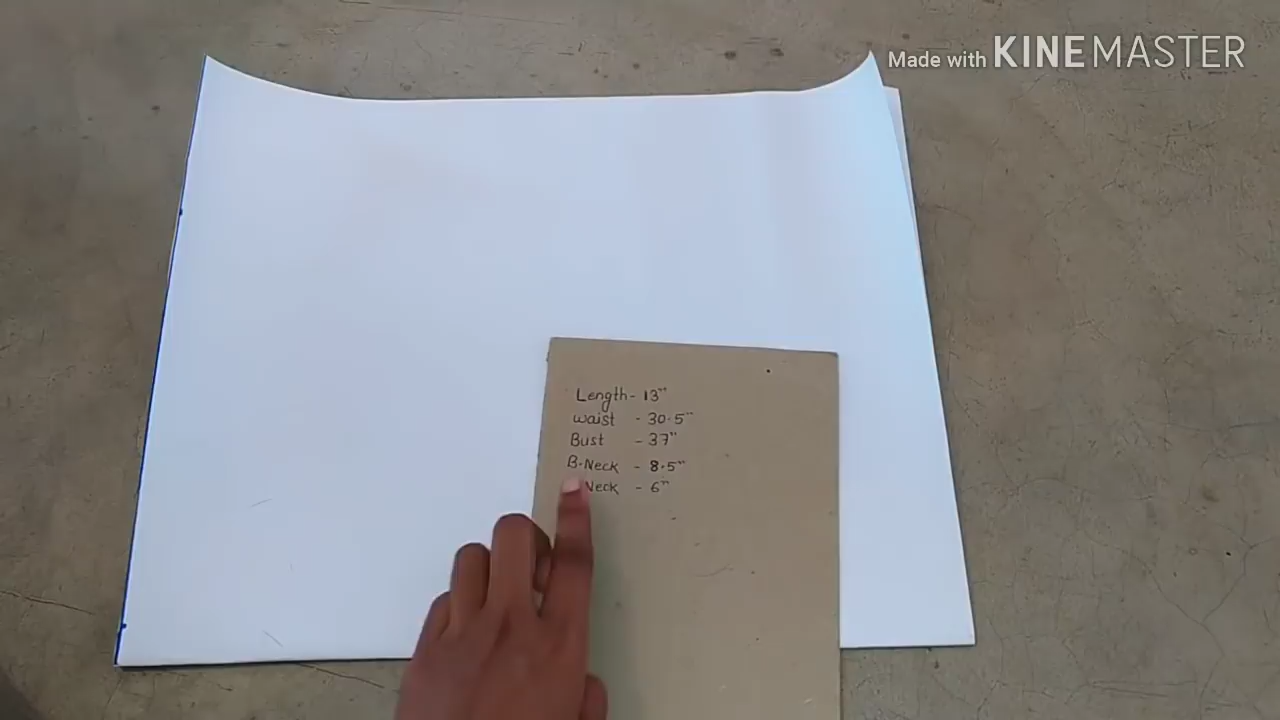 Made with KINEMASTER
Length - 13"
waist - 30.5"
Bust - 37"
B-Neck - 8.5"
Neck - 6"